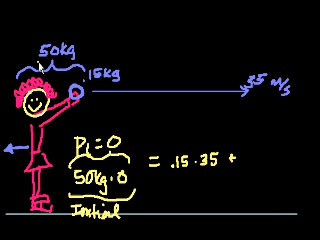 50kg
.15kg
35 m/s
Pi = 0
50kg · 0 = .15 · 35 +
Initial